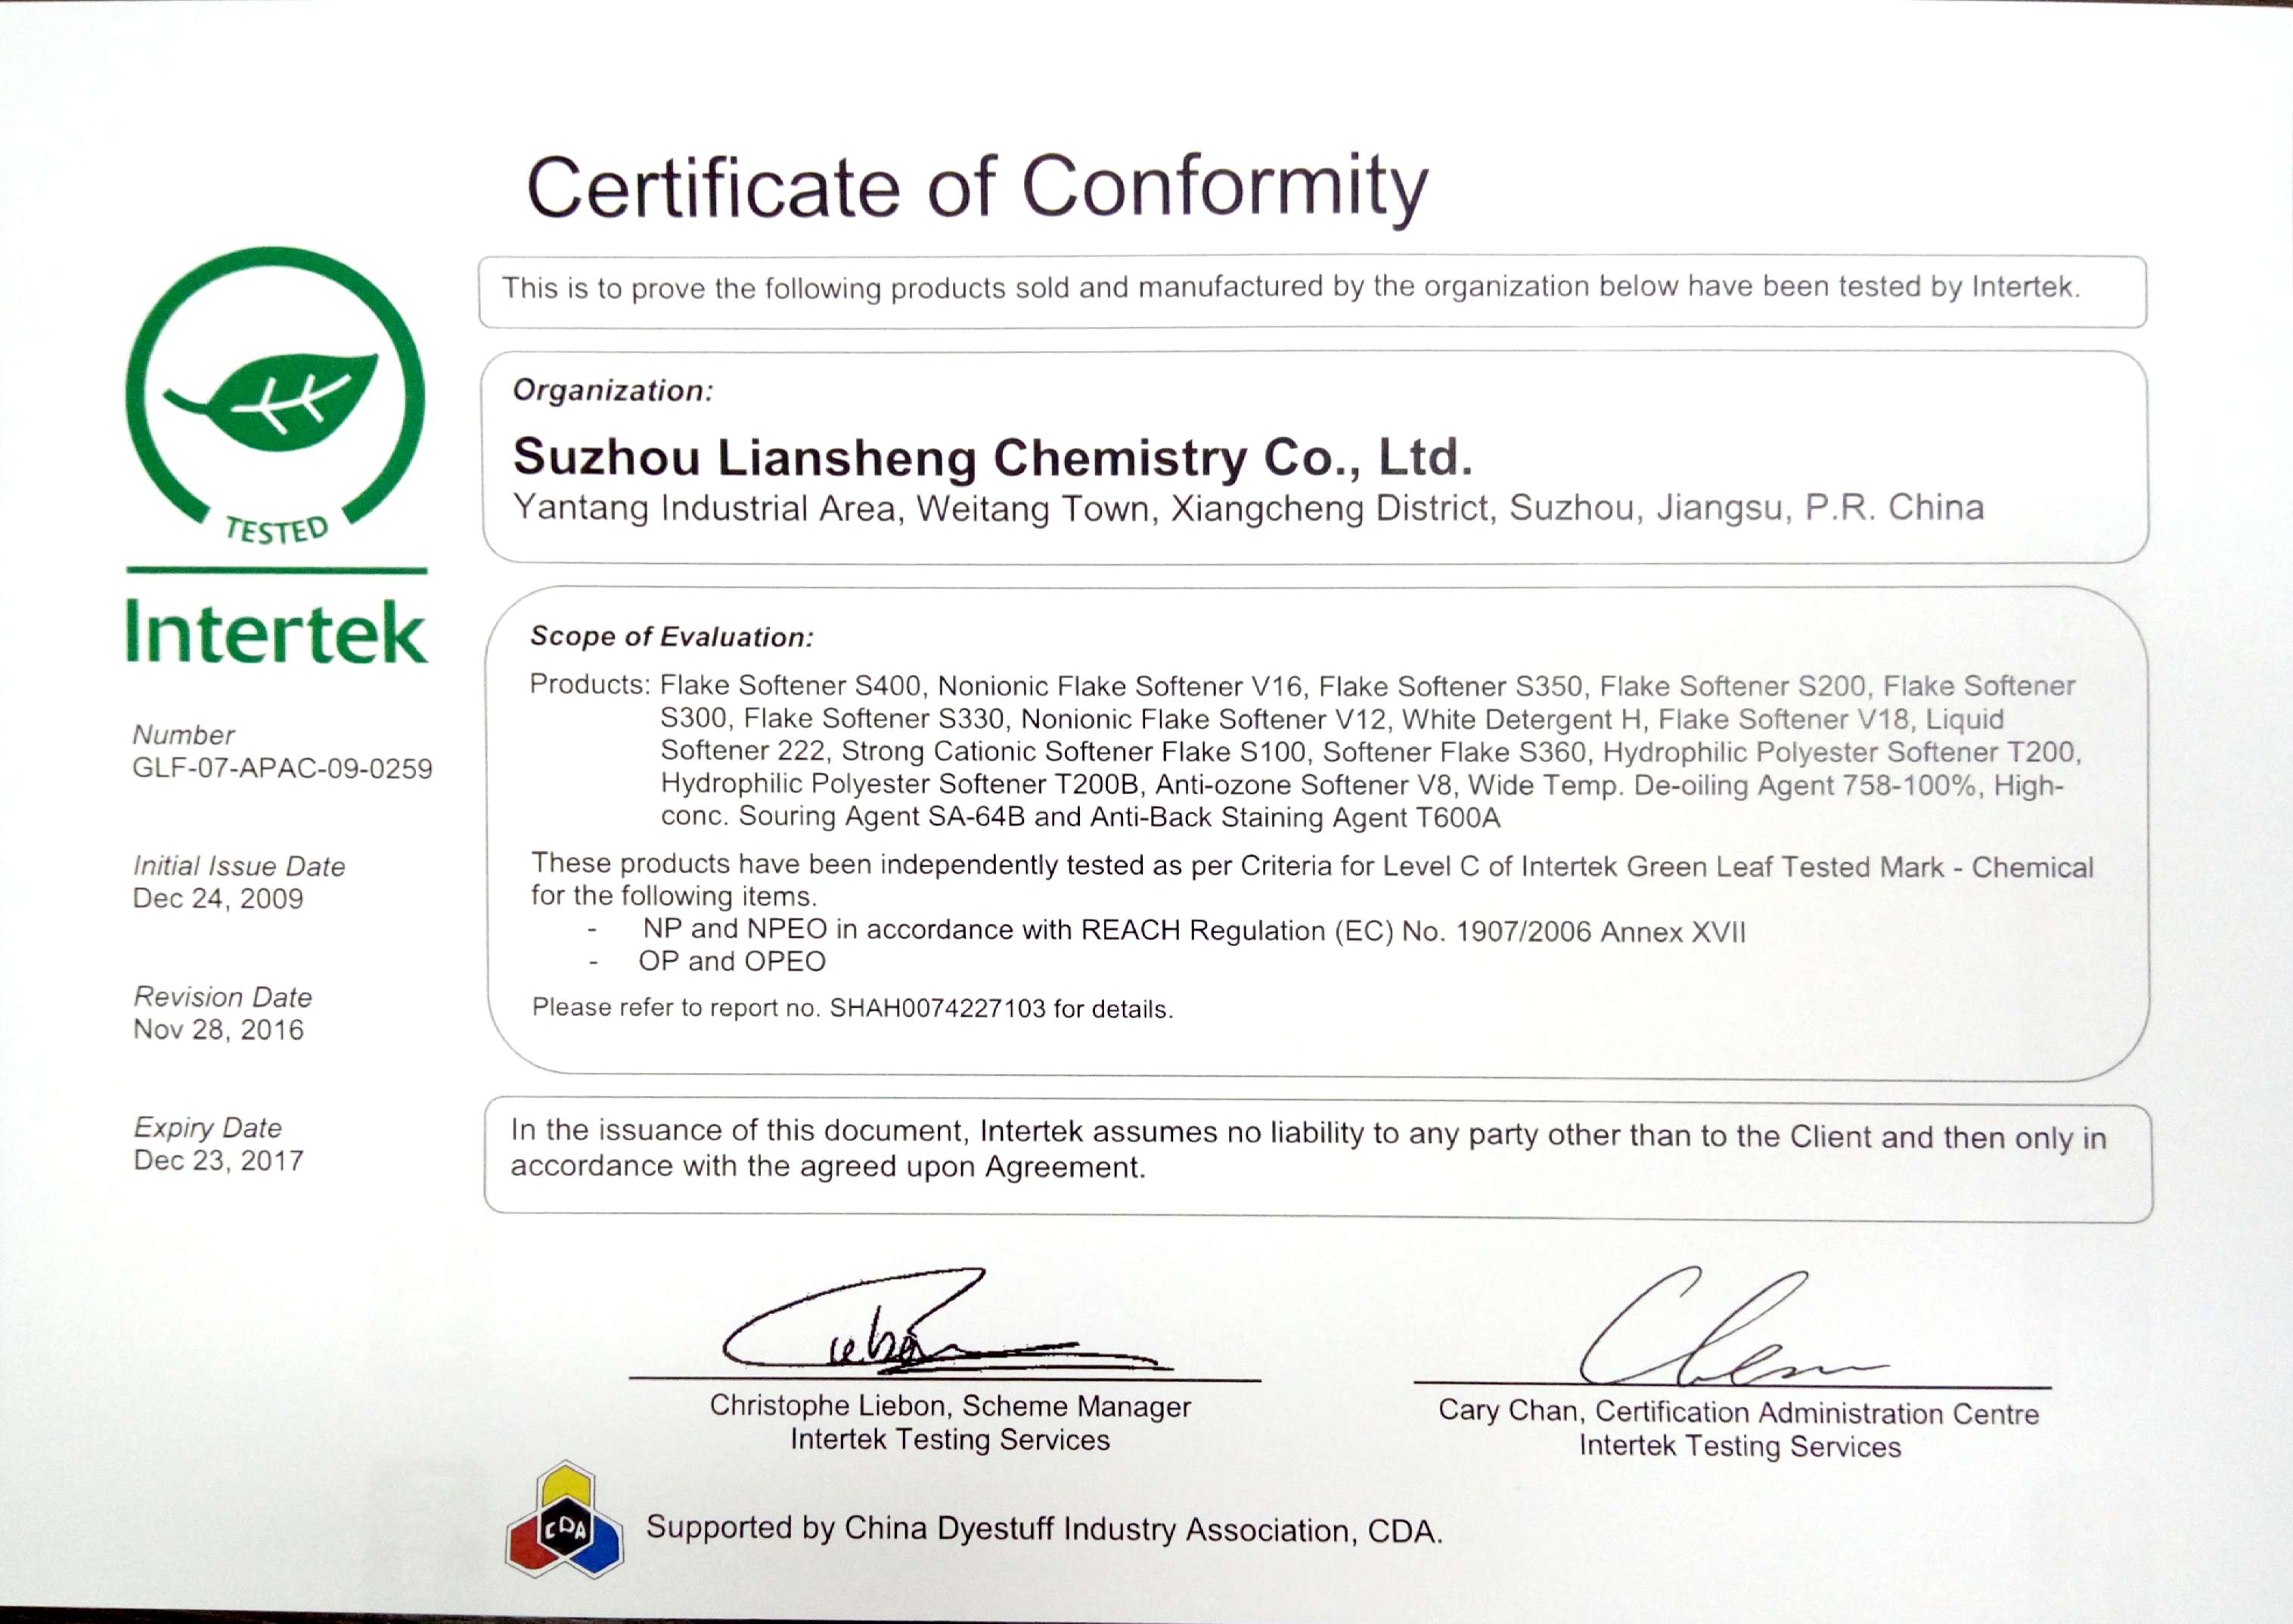 Certificate of Conformity
This is to prove the following products sold and manufactured by the organization below have been tested by Intertek.
TESTED
Intertek
Number
GLF-07-APAC-09-0259
Initial Issue Date
Dec 24, 2009
Revision Date
Nov 28, 2016
Expiry Date
Dec 23, 2017
Organization:
Suzhou Liansheng Chemistry Co., Ltd.
Yantang Industrial Area, Weitang Town, Xiangcheng District, Suzhou, Jiangsu, P.R. China
Scope of Evaluation:
Products: Flake Softener S400, Nonionic Flake Softener V16, Flake Softener S350, Flake Softener S200, Flake Softener
S300, Flake Softener S330, Nonionic Flake Softener V12, White Detergent H, Flake Softener V18, Liquid
Softener 222, Strong Cationic Softener Flake S100, Softener Flake S360, Hydrophilic Polyester Softener T200,
Hydrophilic Polyester Softener T200B, Anti-ozone Softener V8, Wide Temp. De-oiling Agent 758-100%, High-
conc. Souring Agent SA-64B and Anti-Back Staining Agent T600A
These products have been independently tested as per Criteria for Level C of Intertek Green Leaf Tested Mark - Chemical
for the following items.
- NP and NPEO in accordance with REACH Regulation (EC) No. 1907/2006 Annex XVII
- OP and OPEO
Please refer to report no. SHAH0074227103 for details.
In the issuance of this document, Intertek assumes no liability to any party other than to the Client and then only in
accordance with the agreed upon Agreement.
Christophe Liebon, Scheme Manager
Intertek Testing Services
Cary Chan, Certification Administration Centre
Intertek Testing Services
CDA
Supported by China Dyestuff Industry Association, CDA.